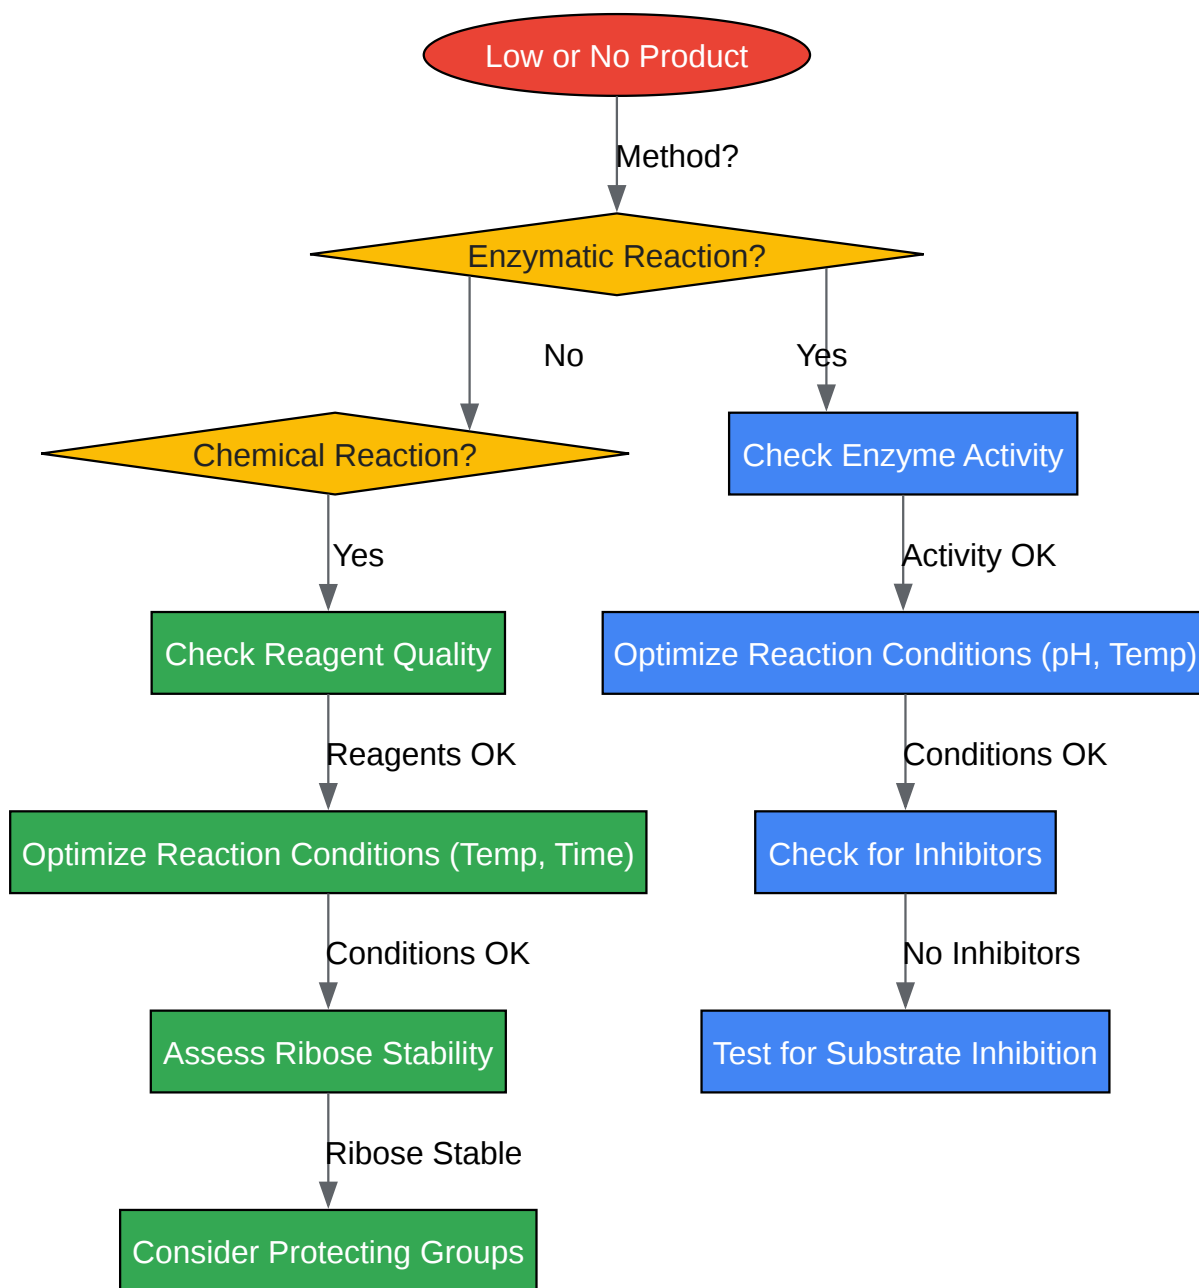 Low or No Product
Method?
Enzymatic Reaction?
No
Yes
Chemical Reaction?
Check Enzyme Activity
Yes
Activity OK
Check Reagent Quality
Optimize Reaction Conditions (pH, Temp)
Reagents OK
Conditions OK
Optimize Reaction Conditions (Temp, Time)
Check for Inhibitors
Conditions OK
No Inhibitors
Assess Ribose Stability
Test for Substrate Inhibition
Ribose Stable
Consider Protecting Groups